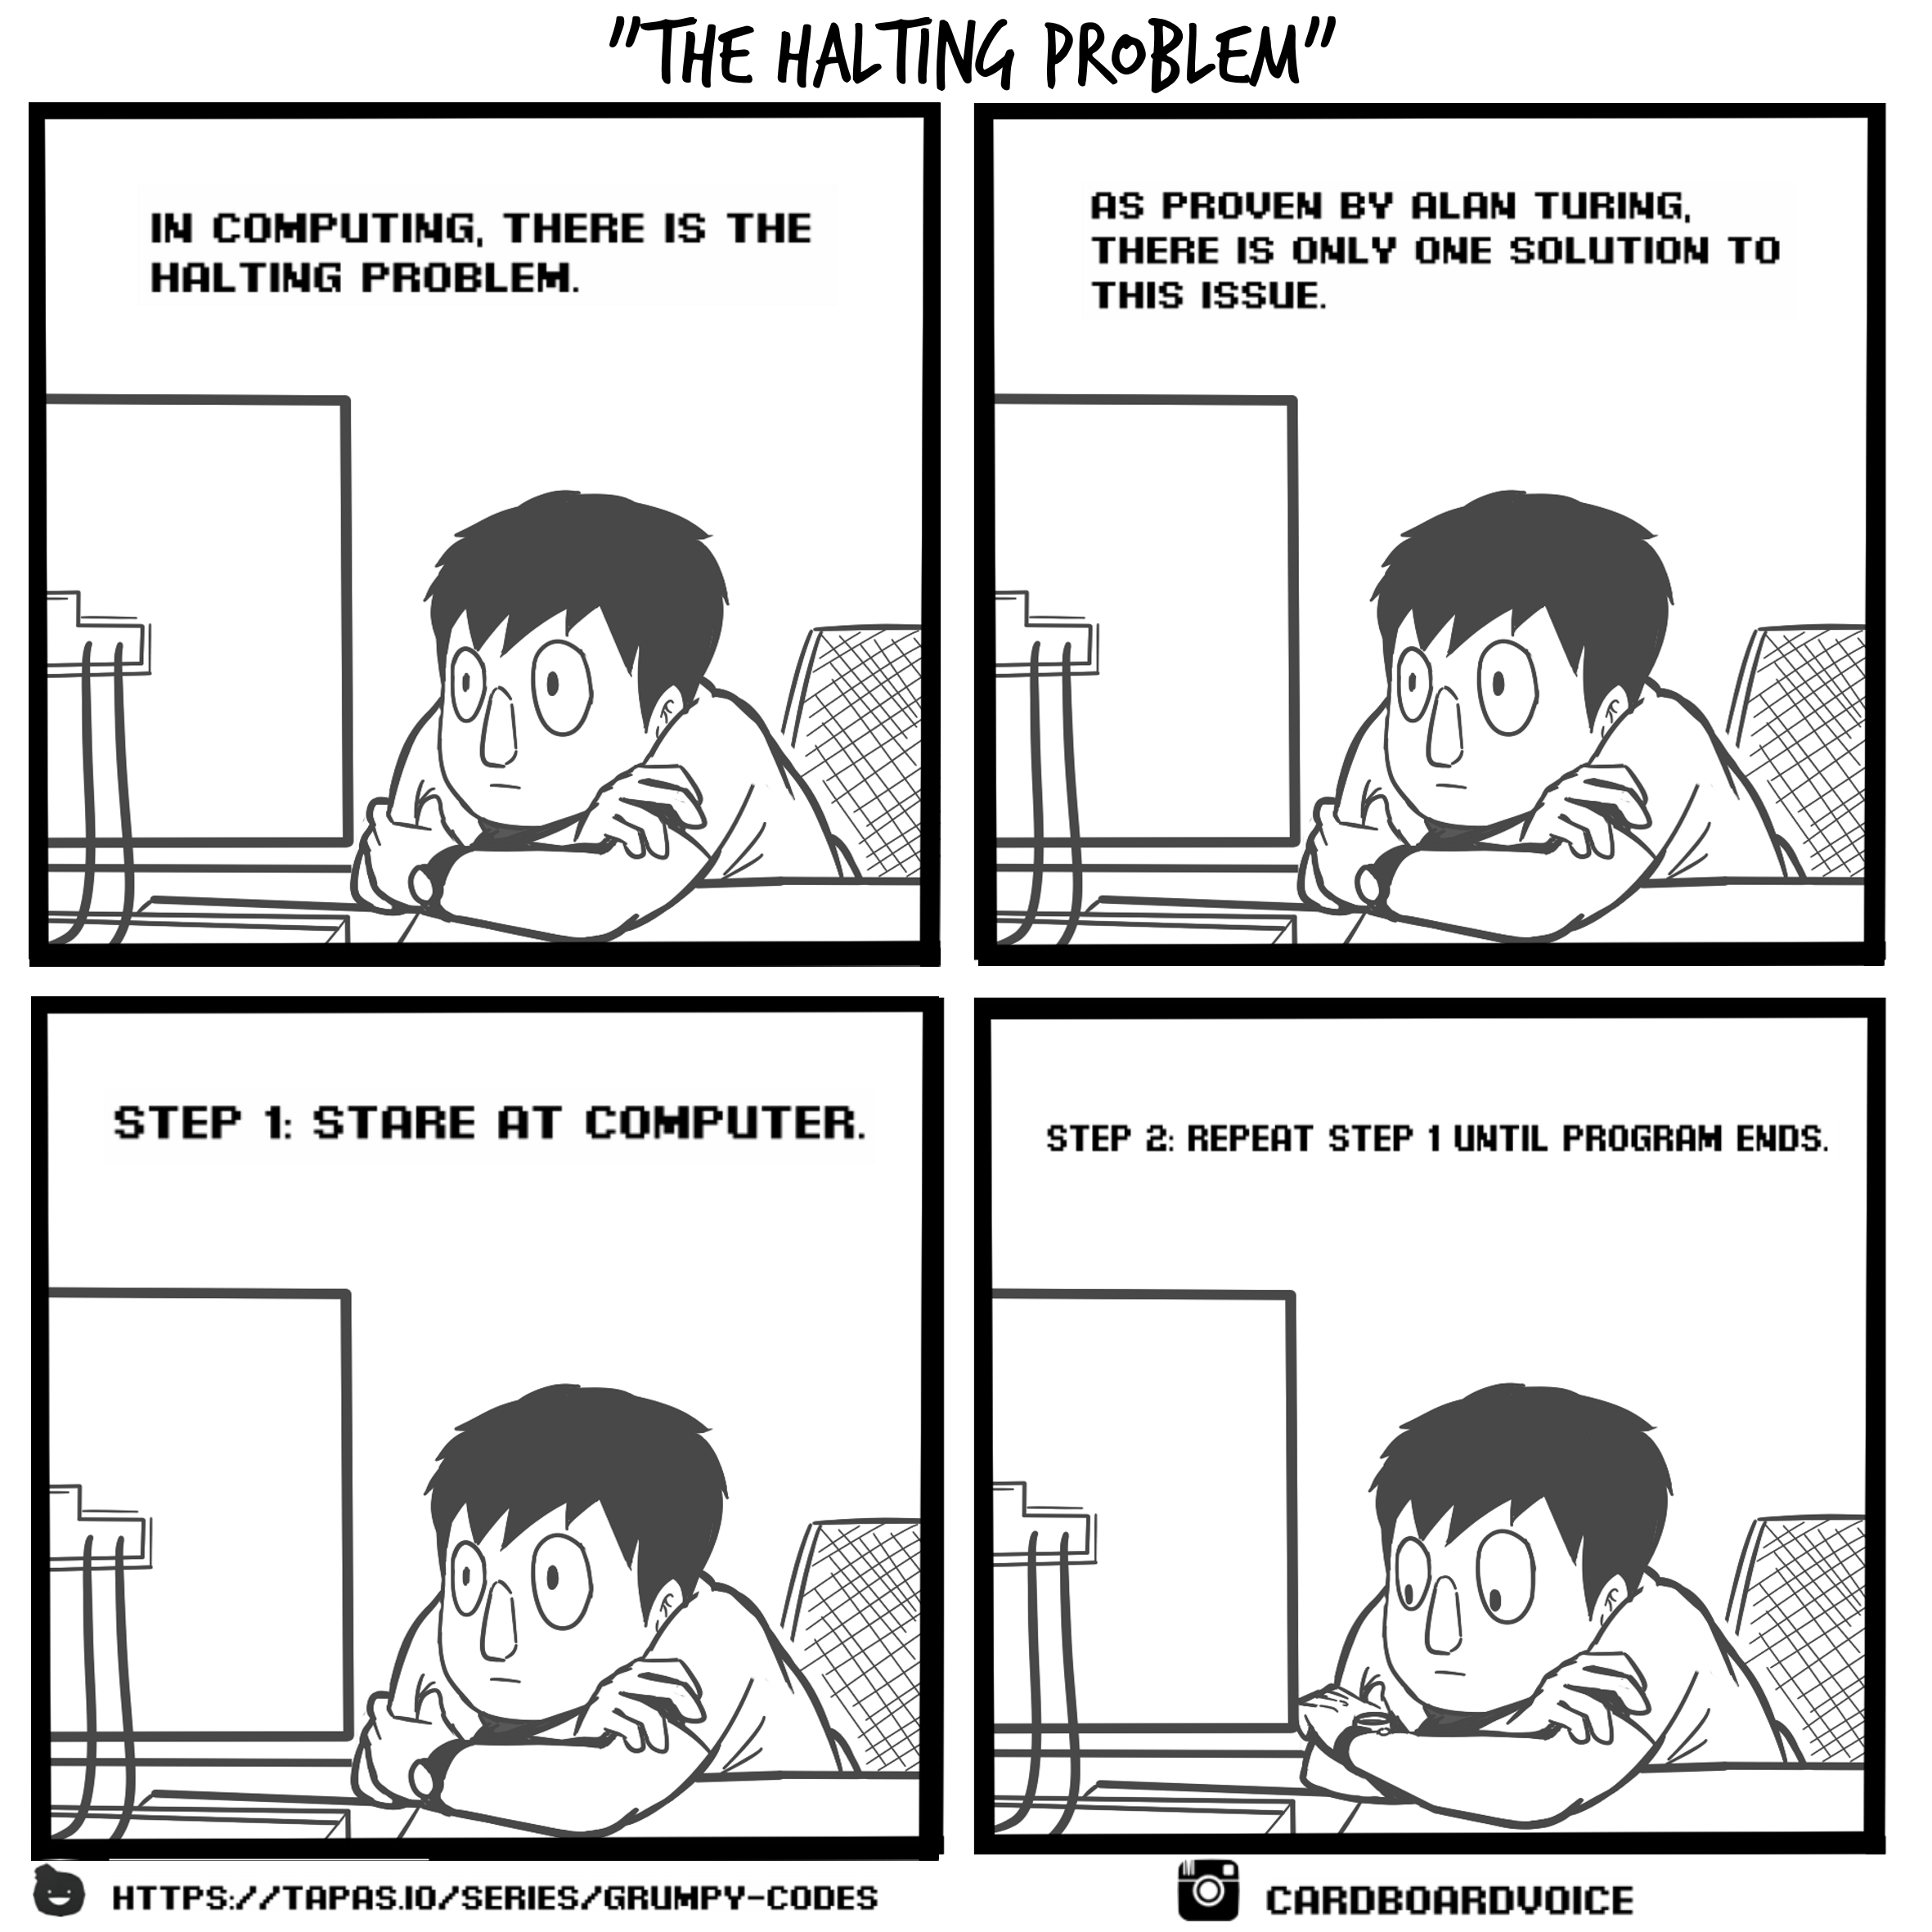 "THE HALTING PROBLEM"
IN COMPUTING, THERE IS THE
HALTING PROBLEM.
AS PROVEN BY ALAN TURING,
THERE IS ONLY ONE SOLUTION TO
THIS ISSUE.
STEP 1: STARE AT COMPUTER.
STEP 2: REPEAT STEP 1 UNTIL PROGRAM ENDS.
HTTPS://TAPAS.IO/SERIES/GRUMPY-CODES
CARDBOARDVOICE